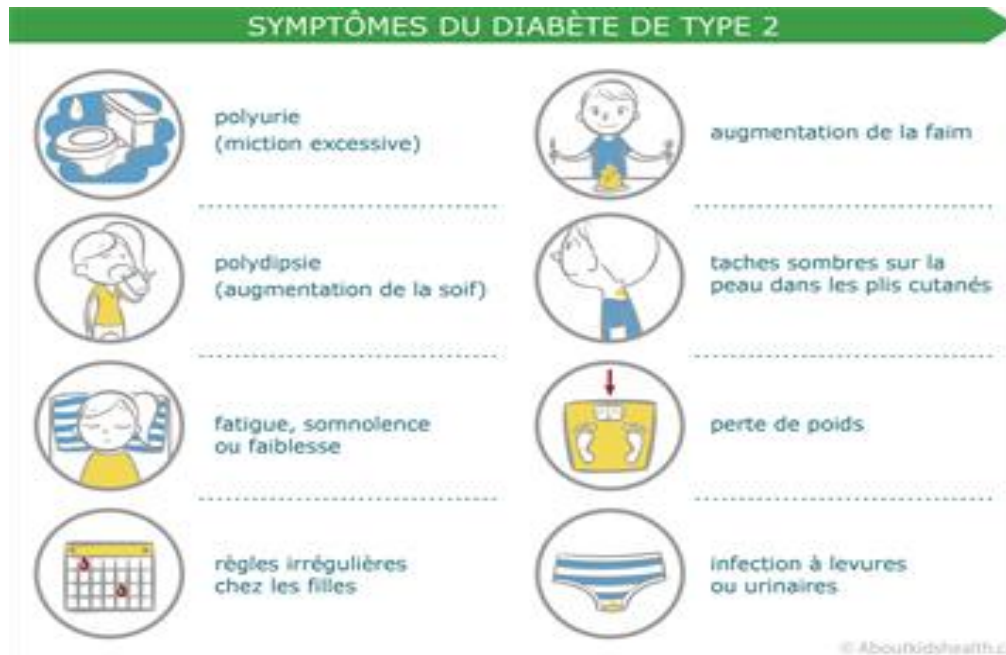 SYMPTÔMES DU DIABÈTE DE TYPE 2
polyurie
(miction excessive)
augmentation de la faim
polydipsie
(augmentation de la soif)
taches sombres sur la
peau dans les plis cutanés
fatigue, somnolence
ou faiblesse
perte de poids
règles irrégulières
chez les filles
infection à levures
ou urinaires
© Aboutkidshealth.c